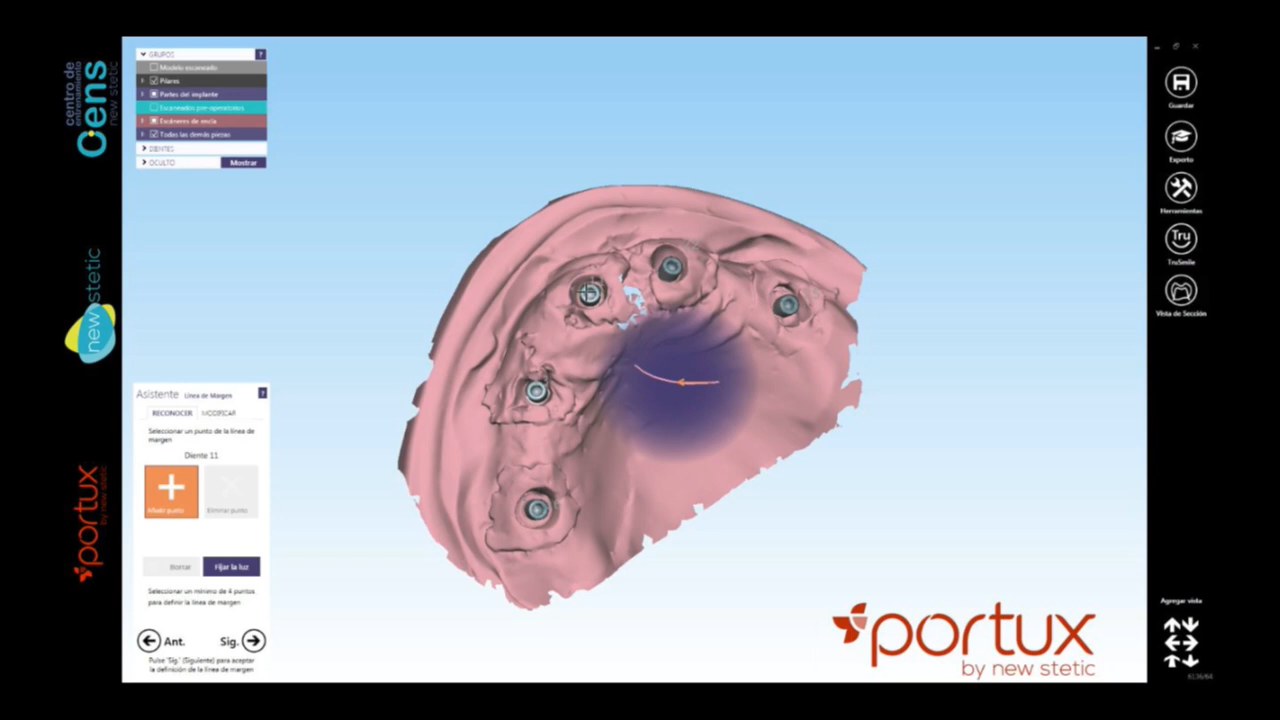 centro de
entrenamiento
cens
new stetic
new stetic
portux
by new stetic
GRUPOS
?
Modelo escaneado
Pilares
Partes del implante
Escaneados pre-operatorios
Escáneres de encía
Todas las demás piezas
DIENTES
OCULTO
Mostrar
Asistente Línea de Margen
?
RECONOCER MODIFICAR
Seleccionar un punto de la línea de
margen
Diente 11
Añadir punto
Eliminar punto
Borrar
Fijar la luz
Seleccionar un mínimo de 4 puntos
para definir la línea de margen
Ant.
Sig.
Pulse 'Sig.' (Siguiente) para aceptar
la definición de la línea de margen
Guardar
Experto
Herramientas
Tru
TruSmile
Vista de Sección
Agregar vista
6136/64
portux
by new stetic